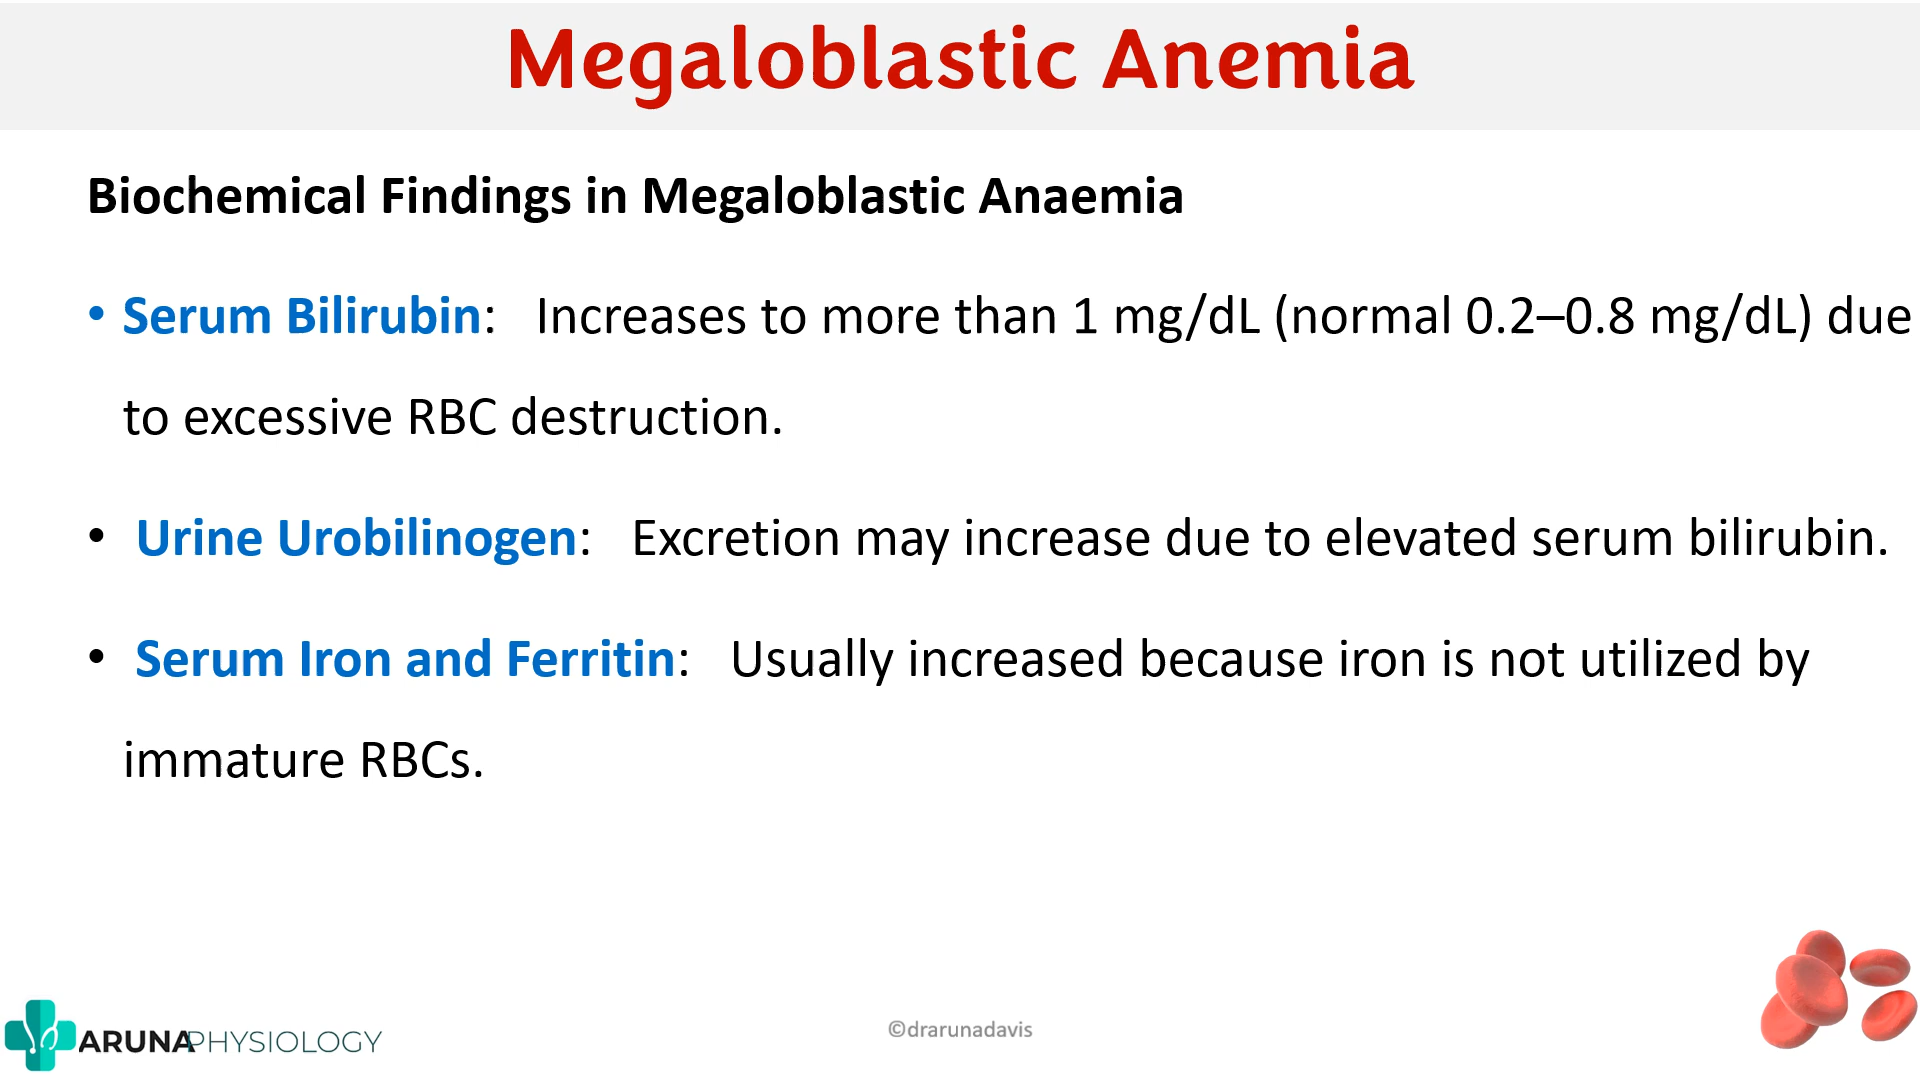 Megaloblastic Anemia
Biochemical Findings in Megaloblastic Anaemia
• Serum Bilirubin: Increases to more than 1 mg/dL (normal 0.2–0.8 mg/dL) due
to excessive RBC destruction.
• Urine Urobilinogen: Excretion may increase due to elevated serum bilirubin.
• Serum Iron and Ferritin: Usually increased because iron is not utilized by
immature RBCs.
ARUNAPHYSIOLOGY
©drarunadavis